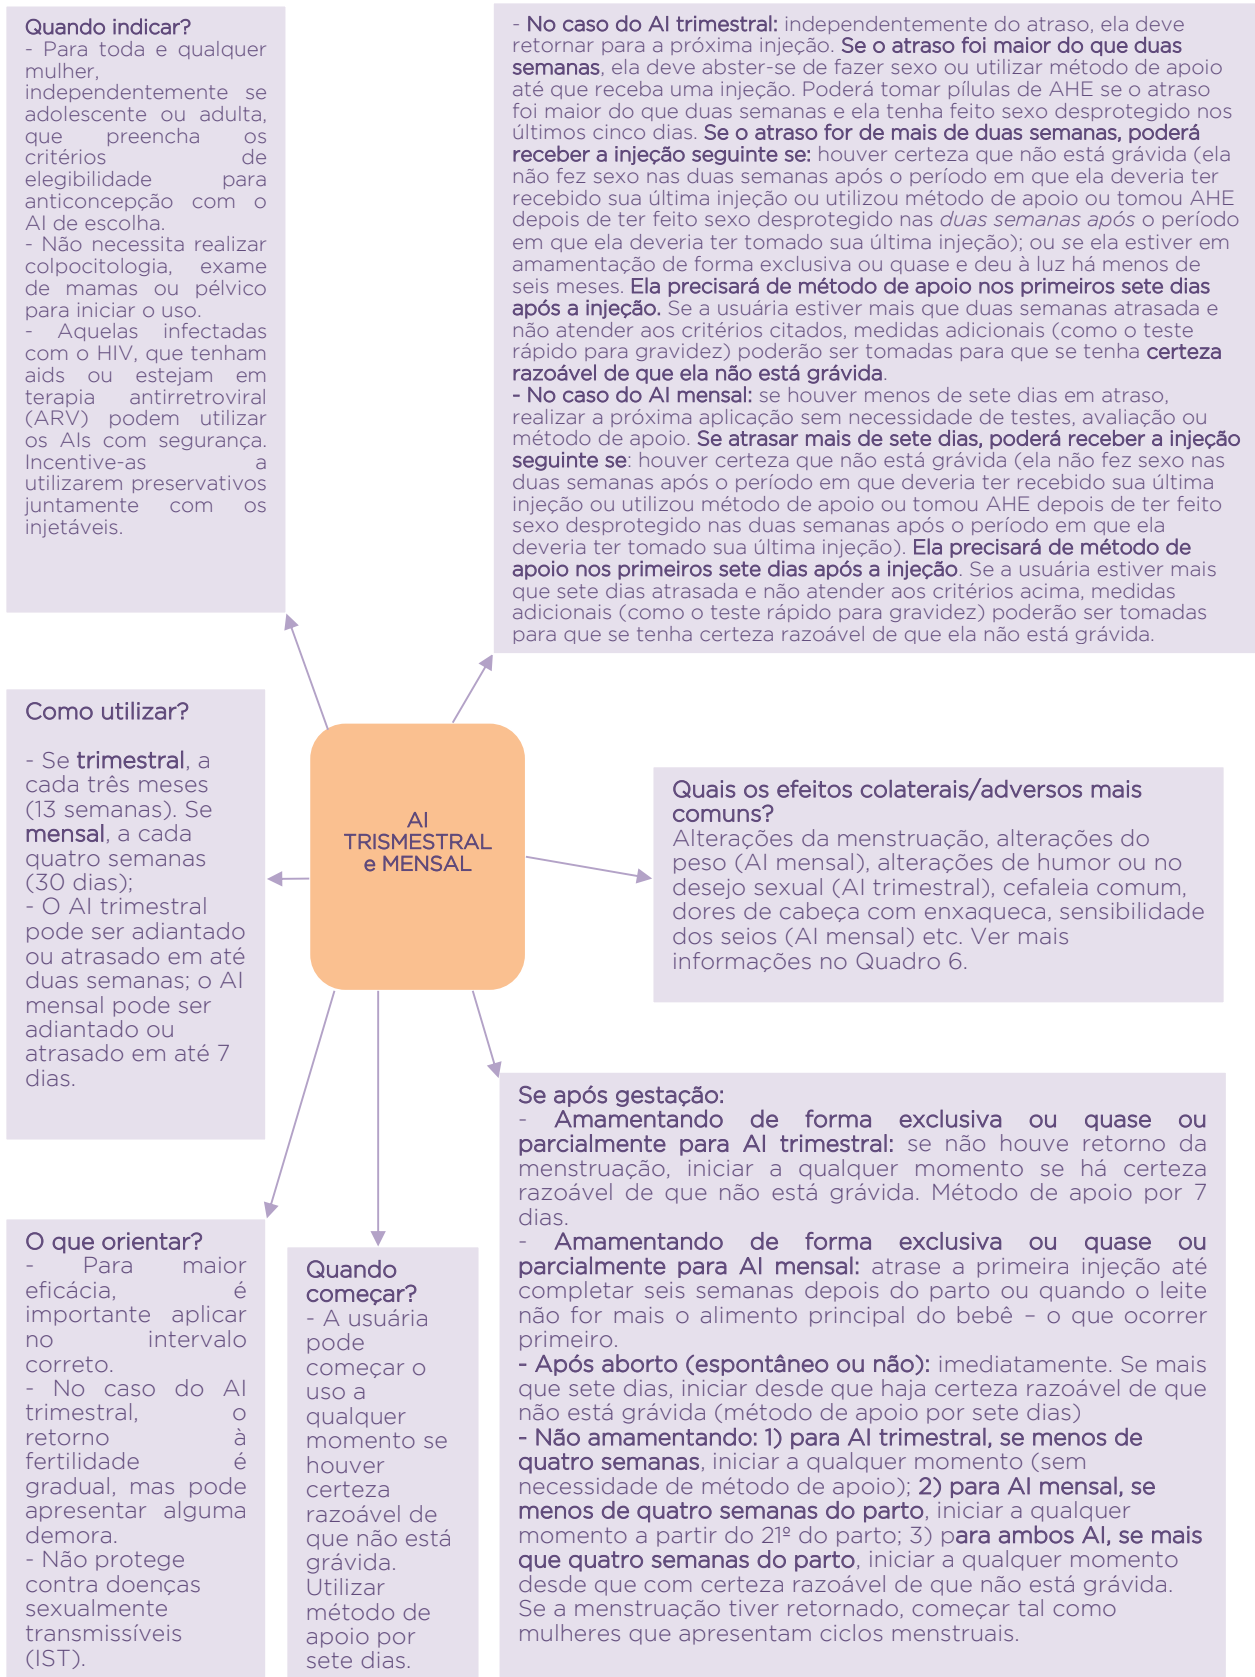 Quando indicar?
- Para toda e qualquer
mulher,
independentemente se
adolescente ou adulta,
que preencha os
critérios de
elegibilidade para
anticoncepção com o
AI de escolha.
- Não necessita realizar
colpocitologia, exame
de mamas ou pélvico
para iniciar o uso.
- Aquelas infectadas
com o HIV, que tenham
aids ou estejam em
terapia antirretroviral
(ARV) podem utilizar
os AIs com segurança.
Incentive-as a
utilizarem preservativos
juntamente com os
injetáveis.
- No caso do AI trimestral: independentemente do atraso, ela deve
retornar para a próxima injeção. Se o atraso foi maior do que duas
semanas, ela deve abster-se de fazer sexo ou utilizar método de apoio
até que receba uma injeção. Poderá tomar pílulas de AHE se o atraso
foi maior do que duas semanas e ela tenha feito sexo desprotegido nos
últimos cinco dias. Se o atraso for de mais de duas semanas, poderá
receber a injeção seguinte se: houver certeza que não está grávida (ela
não fez sexo nas duas semanas após o período em que ela deveria ter
recebido sua última injeção ou utilizou método de apoio ou tomou AHE
depois de ter feito sexo desprotegido nas duas semanas após o período
em que ela deveria ter tomado sua última injeção); ou se ela estiver em
amamentação de forma exclusiva ou quase e deu à luz há menos de
seis meses. Ela precisará de método de apoio nos primeiros sete dias
após a injeção. Se a usuária estiver mais que duas semanas atrasada e
não atender aos critérios citados, medidas adicionais (como o teste
rápido para gravidez) poderão ser tomadas para que se tenha certeza
razoável de que ela não está grávida.
- No caso do AI mensal: se houver menos de sete dias em atraso,
realizar a próxima aplicação sem necessidade de testes, avaliação ou
método de apoio. Se atrasar mais de sete dias, poderá receber a injeção
seguinte se: houver certeza que não está grávida (ela não fez sexo nas
duas semanas após o período em que deveria ter recebido sua última
injeção ou utilizou método de apoio ou tomou AHE depois de ter feito
sexo desprotegido nas duas semanas após o período em que ela
deveria ter tomado sua última injeção). Ela precisará de método de
apoio nos primeiros sete dias após a injeção. Se a usuária estiver mais
que sete dias atrasada e não atender aos critérios acima, medidas
adicionais (como o teste rápido para gravidez) poderão ser tomadas
para que se tenha certeza razoável de que ela não está grávida.
Como utilizar?
- Se trimestral, a
cada três meses
(13 semanas). Se
mensal, a cada
quatro semanas
(30 dias);
- O AI trimestral
pode ser adiantado
ou atrasado em até
duas semanas; o AI
mensal pode ser
adiantado ou
atrasado em até 7
dias.
AI
TRISMESTRAL
e MENSAL
Quais os efeitos colaterais/adversos mais
comuns?
Alterações da menstruação, alterações do
peso (AI mensal), alterações de humor ou no
desejo sexual (AI trimestral), cefaleia comum,
dores de cabeça com enxaqueca, sensibilidade
dos seios (AI mensal) etc. Ver mais
informações no Quadro 6.
O que orientar?
- Para maior
eficácia, é
importante aplicar
no intervalo
correto.
- No caso do AI
trimestral, o
retorno à
fertilidade é
gradual, mas pode
apresentar alguma
demora.
- Não protege
contra doenças
sexualmente
transmissíveis
(IST).
Quando
começar?
- A usuária
pode
começar o
uso a
qualquer
momento se
houver
certeza
razoável de
que não está
grávida.
Utilizar
método de
apoio por
sete dias.
Se após gestação:
- Amamentando de forma exclusiva ou quase ou
parcialmente para AI trimestral: se não houve retorno da
menstruação, iniciar a qualquer momento se há certeza
razoável de que não está grávida. Método de apoio por 7
dias.
- Amamentando de forma exclusiva ou quase ou
parcialmente para AI mensal: atrase a primeira injeção até
completar seis semanas depois do parto ou quando o leite
não for mais o alimento principal do bebê – o que ocorrer
primeiro.
- Após aborto (espontâneo ou não): imediatamente. Se mais
que sete dias, iniciar desde que haja certeza razoável de que
não está grávida (método de apoio por sete dias)
- Não amamentando: 1) para AI trimestral, se menos de
quatro semanas, iniciar a qualquer momento (sem
necessidade de método de apoio); 2) para AI mensal, se
menos de quatro semanas do parto, iniciar a qualquer
momento a partir do 21º do parto; 3) para ambos AI, se mais
que quatro semanas do parto, iniciar a qualquer momento
desde que com certeza razoável de que não está grávida.
Se a menstruação tiver retornado, começar tal como
mulheres que apresentam ciclos menstruais.